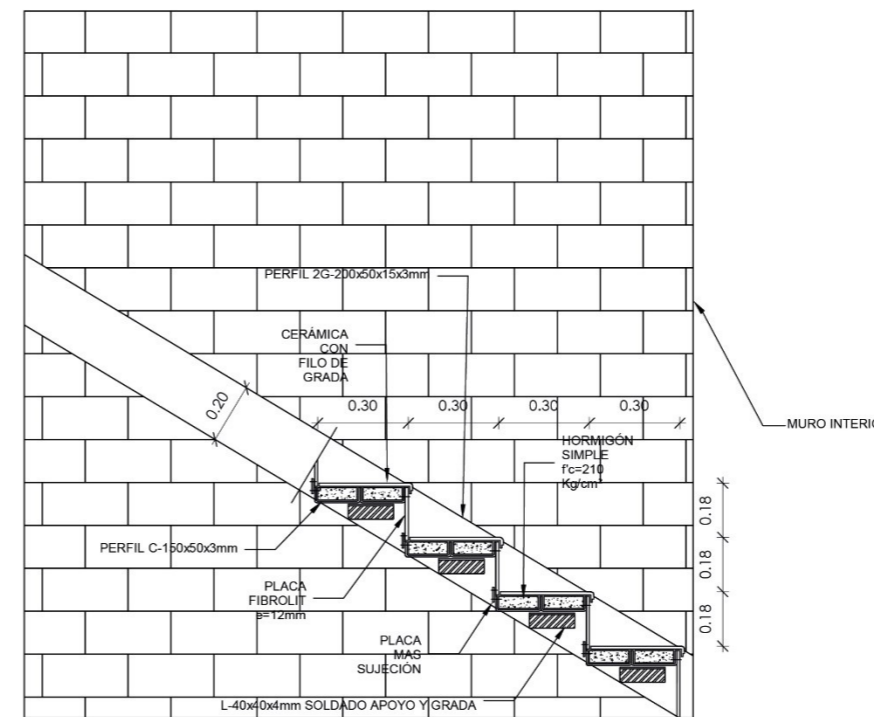 PERFIL 2G-200x50x15x3mm
CERÁMICA
CON
FILO DE
GRADA
0.20
0.30
0.30
0.30
0.30
MURO INTERI
HORMIGÓN
SIMPLE
f'c=210
Kg/cm²
0.18
0.18
0.18
PERFIL C-150x50x3mm
PLACA
FIBROLIT
e=12mm
PLACA
MAS
SUJECIÓN
L-40x40x4mm SOLDADO APOYO Y GRADA